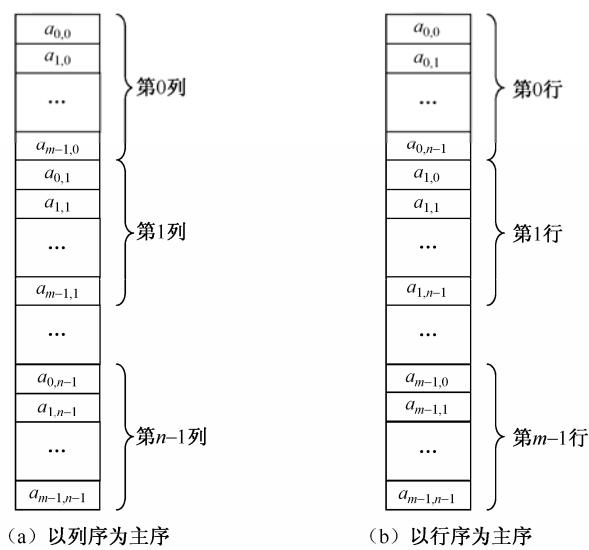 a0,0
a1,0
...
am–1,0
第0列
a0,1
a1,1
...
am–1,1
第1列
...
a0,n–1
a1,n–1
...
am–1,n–1
第n–1列
（a）以列序为主序
a0,0
a0,1
...
a0,n–1
第0行
a1,0
a1,1
...
a1,n–1
第1行
...
am–1,0
am–1,1
...
am–1,n–1
第m–1行
（b）以行序为主序